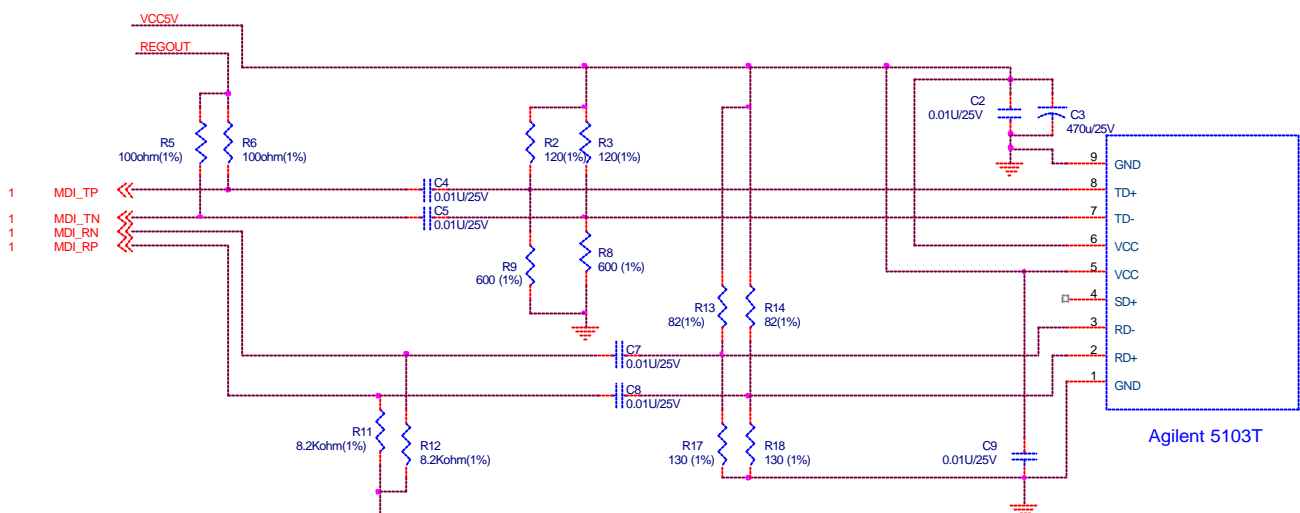 VCC5V
REGOUT
C2
0.01U/25V
C3
470u/25V
R5
100ohm(1%)
R6
100ohm(1%)
R2
120(1%)
R3
120(1%)
9 GND
1 MDI_TP
C4
0.01U/25V
8 TD+
1 MDI_TN
C5
0.01U/25V
7 TD-
1 MDI_RN
1 MDI_RP
6 VCC
R9
600 (1%)
R8
600 (1%)
5 VCC
4 SD+
R13
82(1%)
R14
82(1%)
3 RD-
C7
0.01U/25V
2 RD+
C8
0.01U/25V
1 GND
R11
8.2Kohm(1%)
R12
8.2Kohm(1%)
R17
130 (1%)
R18
130 (1%)
C9
0.01U/25V
Agilent 5103T